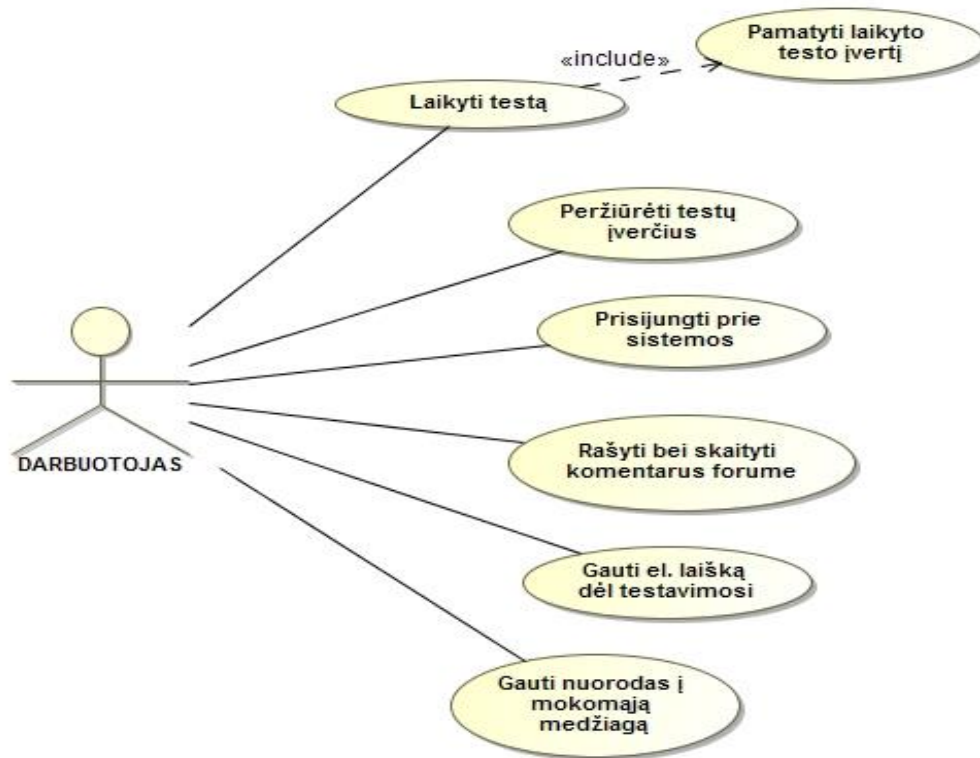 Pamatyti laikyto
testo įvertį
«include»
Laikyti testą
Peržiūrėti testų
įverčius
Prisijungti prie
sistemos
DARBUOTOJAS
Rašyti bei skaityti
komentarus forume
Gauti el. laišką
dėl testavimosi
Gauti nuorodas į
mokomąją
medžiagą